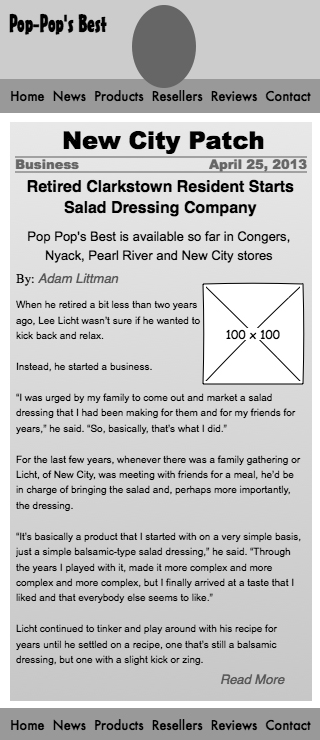 Pop-Pop's Best
Home News Products Resellers Reviews Contact
New City Patch
Business April 25, 2013
Retired Clarkstown Resident Starts
Salad Dressing Company
Pop Pop's Best is available so far in Congers,
Nyack, Pearl River and New City stores
By: Adam Littman
When he retired a bit less than two years
ago, Lee Licht wasn't sure if he wanted to
kick back and relax.
100 x 100
Instead, he started a business.
“I was urged by my family to come out and market a salad
dressing that I had been making for them and for my friends for
years,” he said. “So, basically, that's what I did.”
For the last few years, whenever there was a family gathering or
Licht, of New City, was meeting with friends for a meal, he'd be
in charge of bringing the salad and, perhaps more importantly,
the dressing.
“It's basically a product that I started with on a very simple basis,
just a simple balsamic-type salad dressing,” he said. “Through
the years I played with it, made it more complex and more
complex and more complex, but I finally arrived at a taste that I
liked and that everybody else seems to like.”
Licht continued to tinker and play around with his recipe for
years until he settled on a recipe, one that's still a balsamic
dressing, but one with a slight kick or zing.
Read More
Home News Products Resellers Reviews Contact